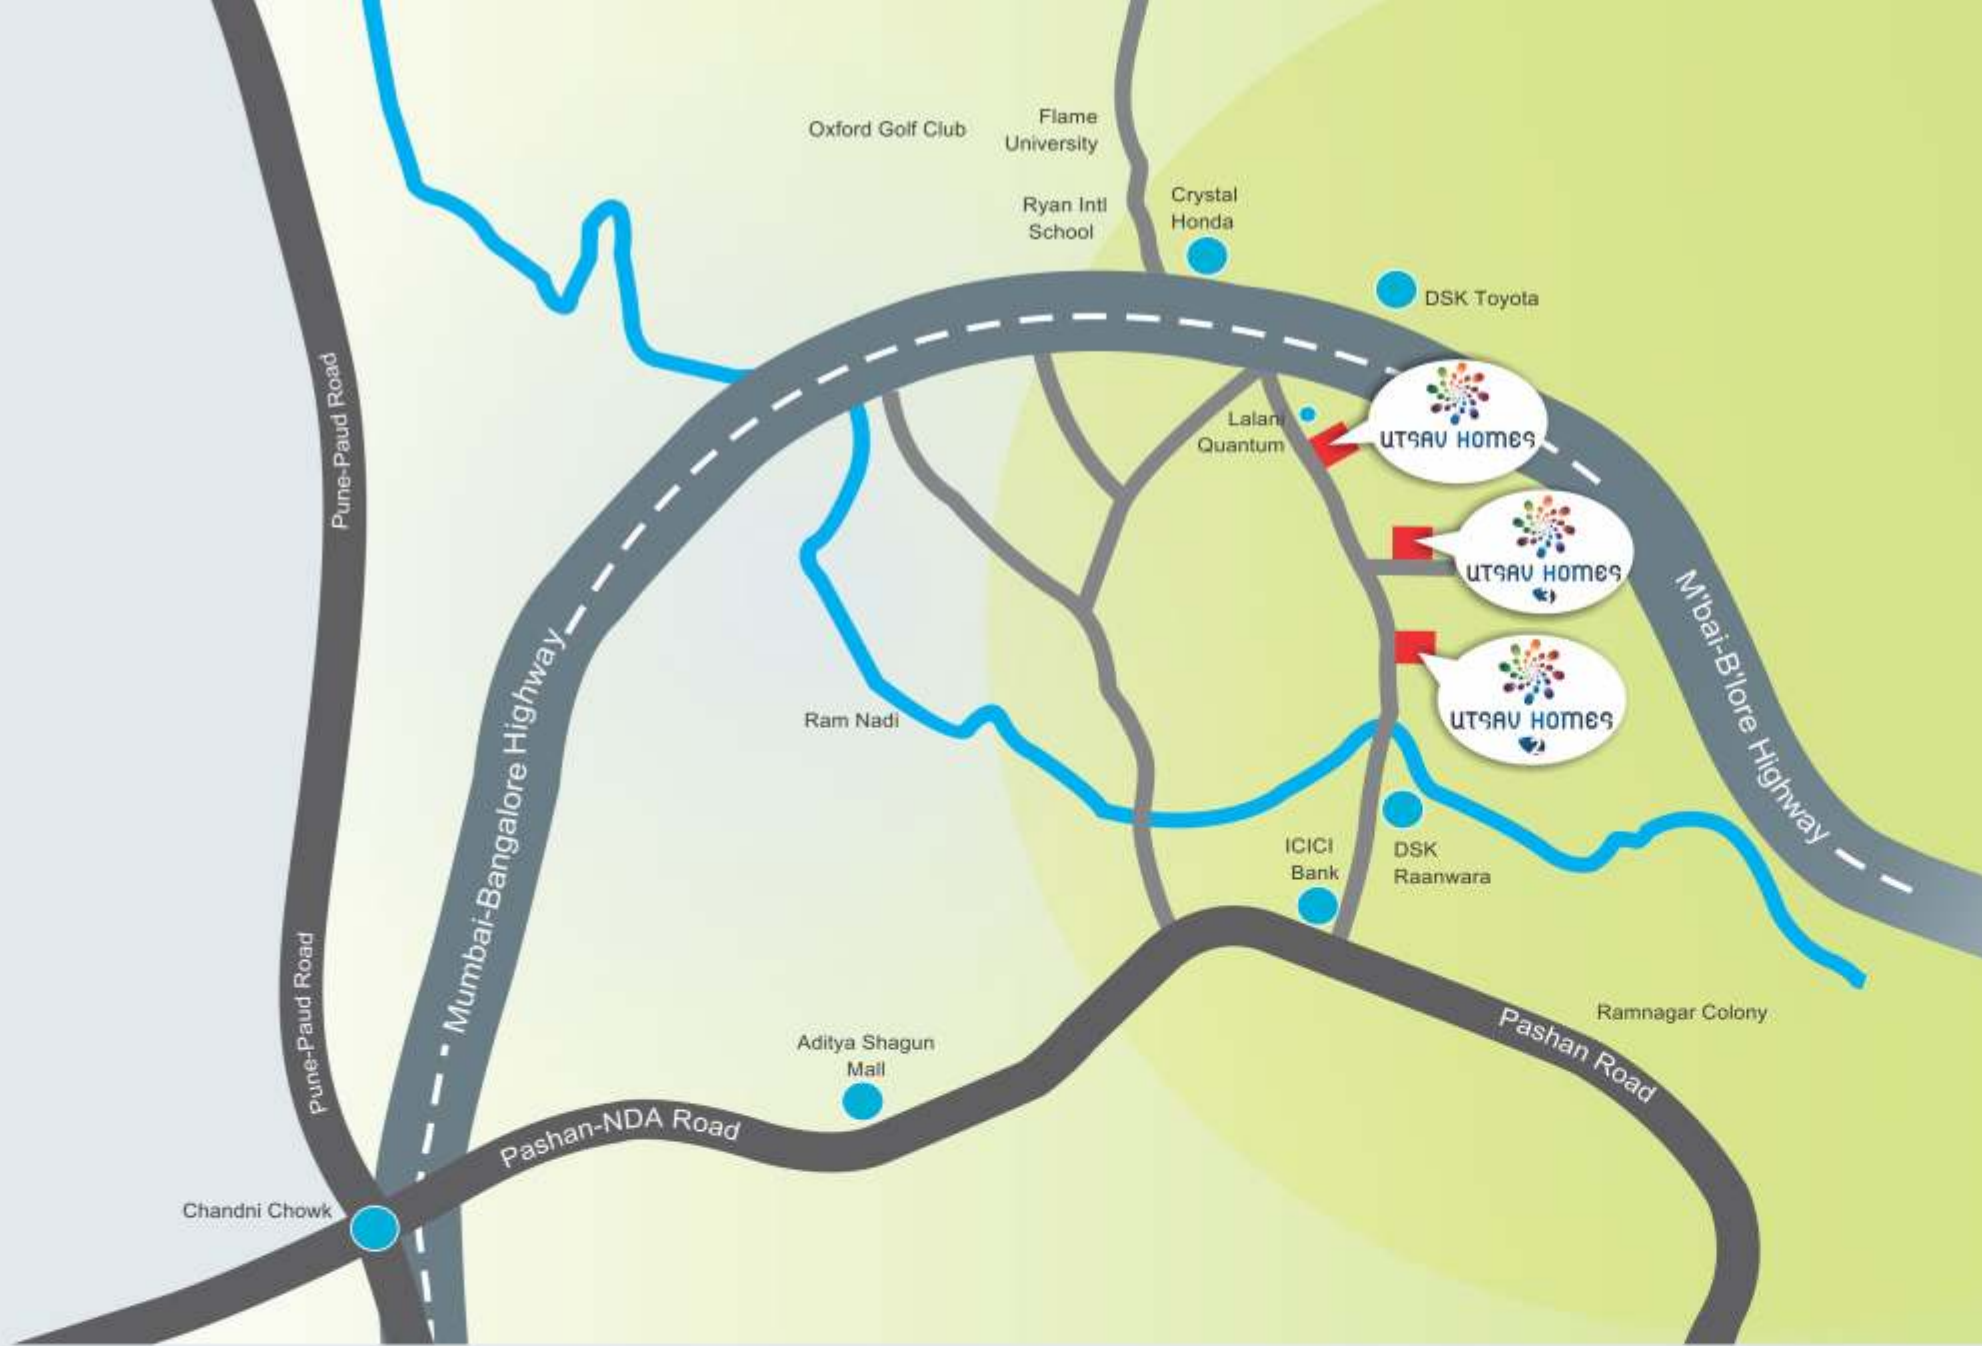 Oxford Golf Club
Flame
University
Ryan Intl
School
Crystal
Honda
DSK Toyota
Pune-Paud Road
Lalani
Quantum
UTSAV HOMES
UTSAV HOMES
3
UTSAV HOMES
2
M'bai-B'lore Highway
Mumbai-Bangalore Highway
Ram Nadi
ICICI
Bank
DSK
Raanwara
Pune-Paud Road
Ramnagar Colony
Pashan Road
Aditya Shagun
Mall
Pashan-NDA Road
Chandni Chowk